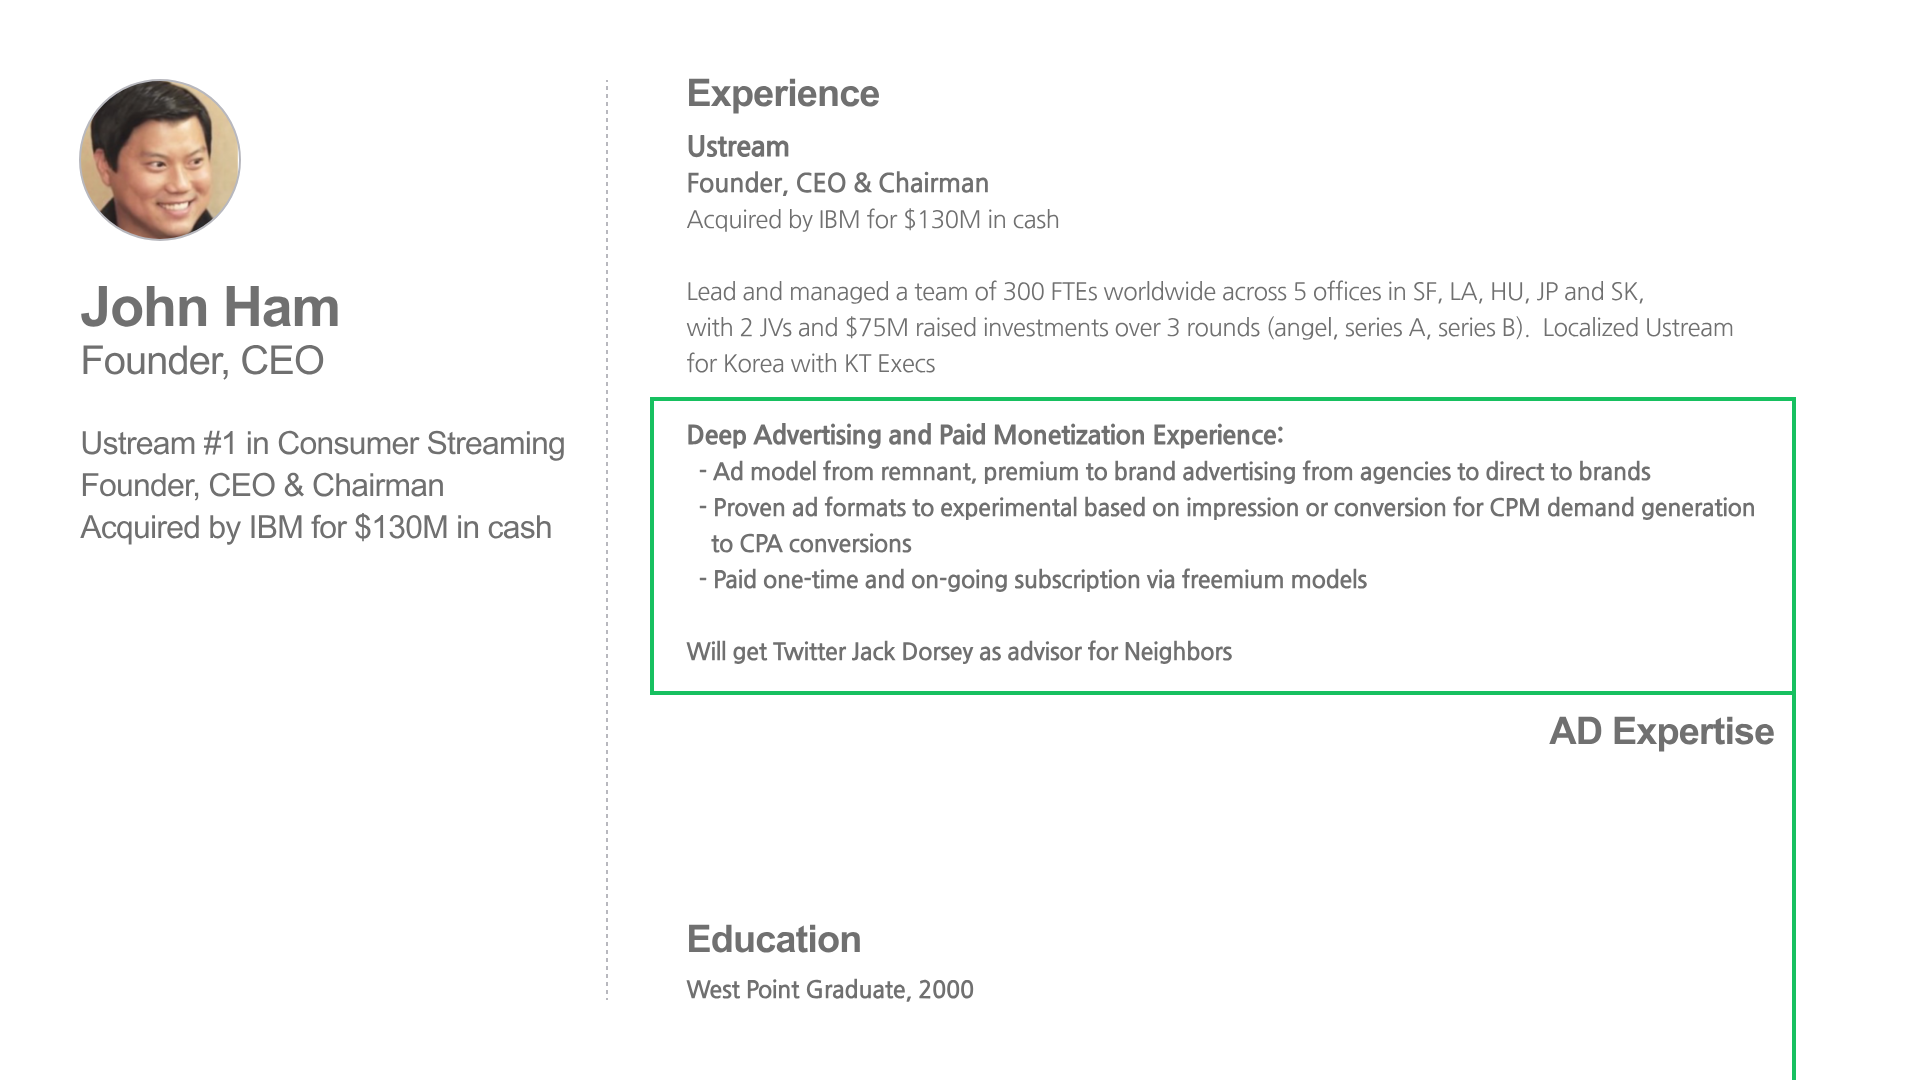 John Ham
Founder, CEO
Ustream #1 in Consumer Streaming
Founder, CEO & Chairman
Acquired by IBM for $130M in cash
Experience
Ustream
Founder, CEO & Chairman
Acquired by IBM for $130M in cash
Lead and managed a team of 300 FTEs worldwide across 5 offices in SF, LA, HU, JP and SK,
with 2 JVs and $75M raised investments over 3 rounds (angel, series A, series B).  Localized Ustream
for Korea with KT Execs
Deep Advertising and Paid Monetization Experience:
- Ad model from remnant, premium to brand advertising from agencies to direct to brands
- Proven ad formats to experimental based on impression or conversion for CPM demand generation
to CPA conversions
- Paid one-time and on-going subscription via freemium models
Will get Twitter Jack Dorsey as advisor for Neighbors
AD Expertise
Education
West Point Graduate, 2000